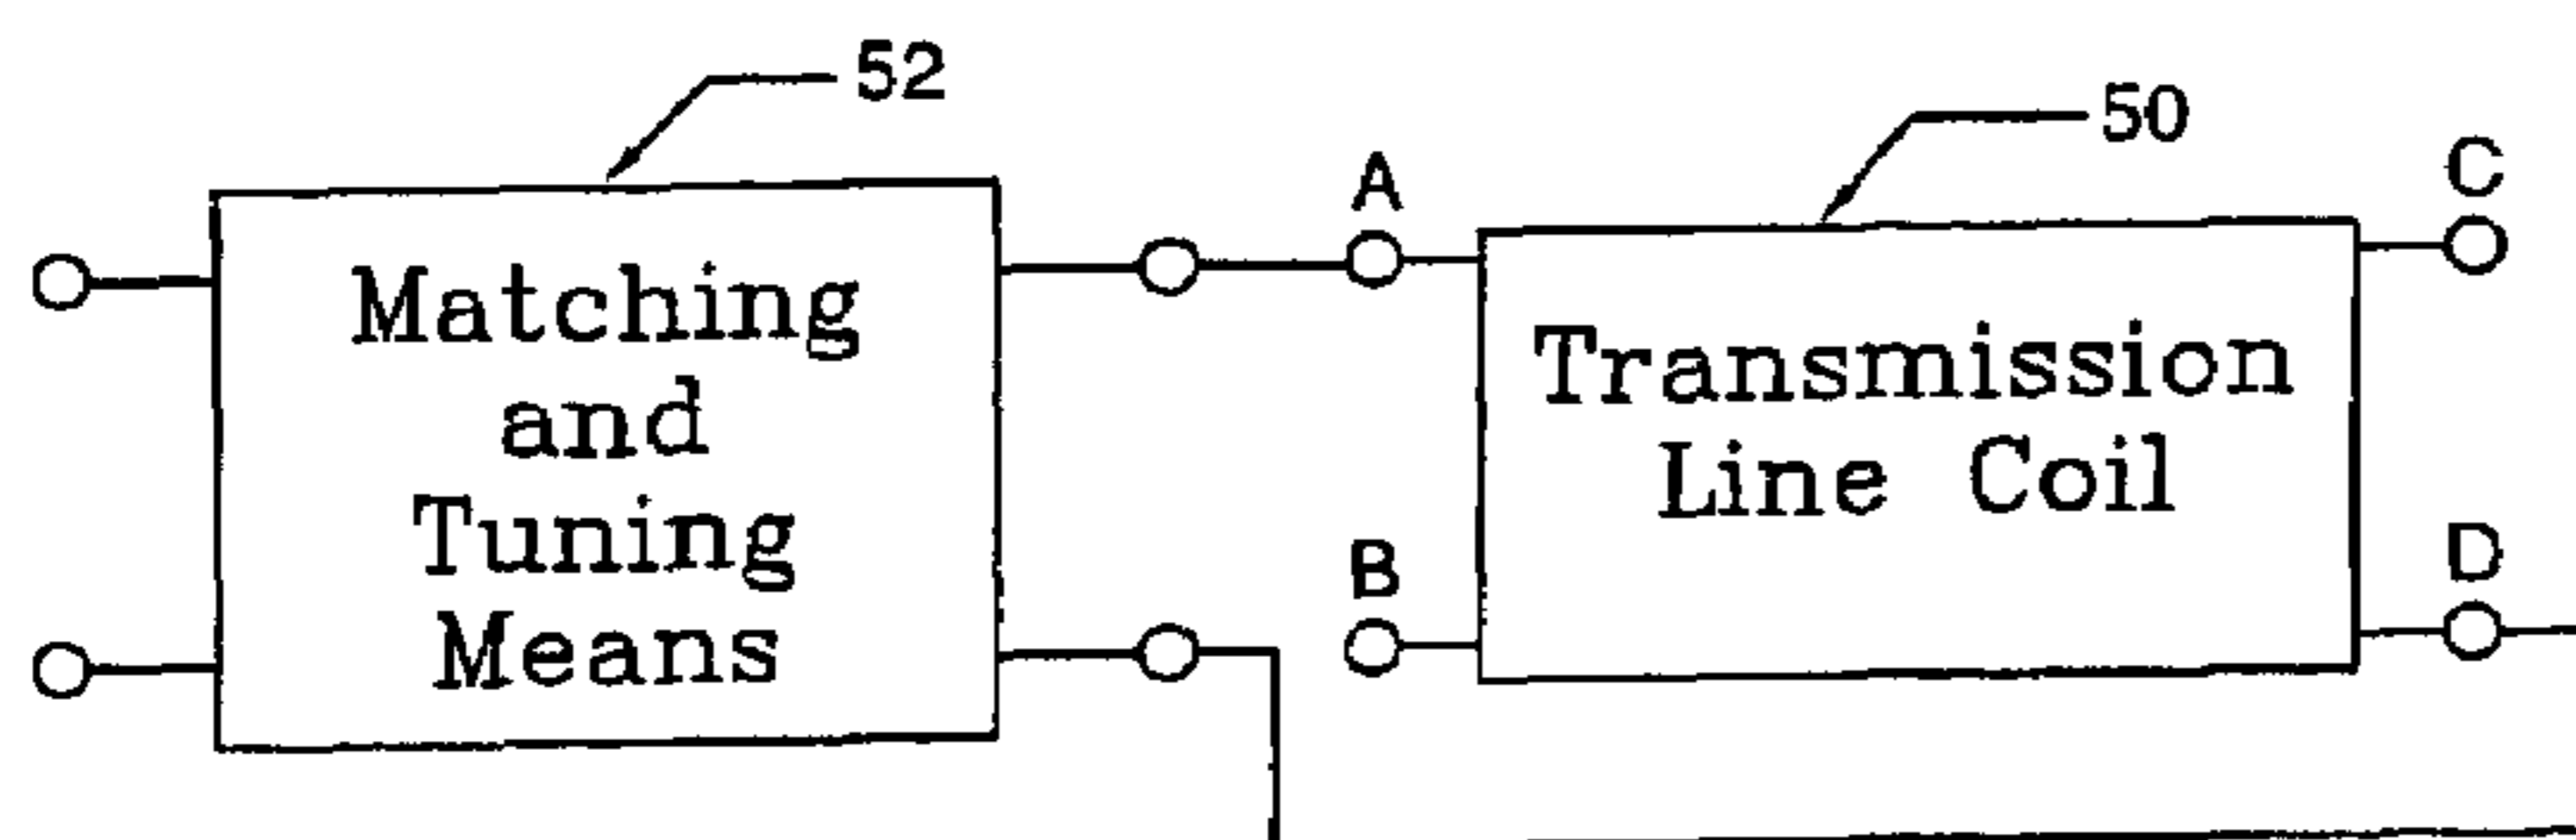 52
50
A
C
Matching
and
Tuning
Means
Transmission
Line Coil
B
D